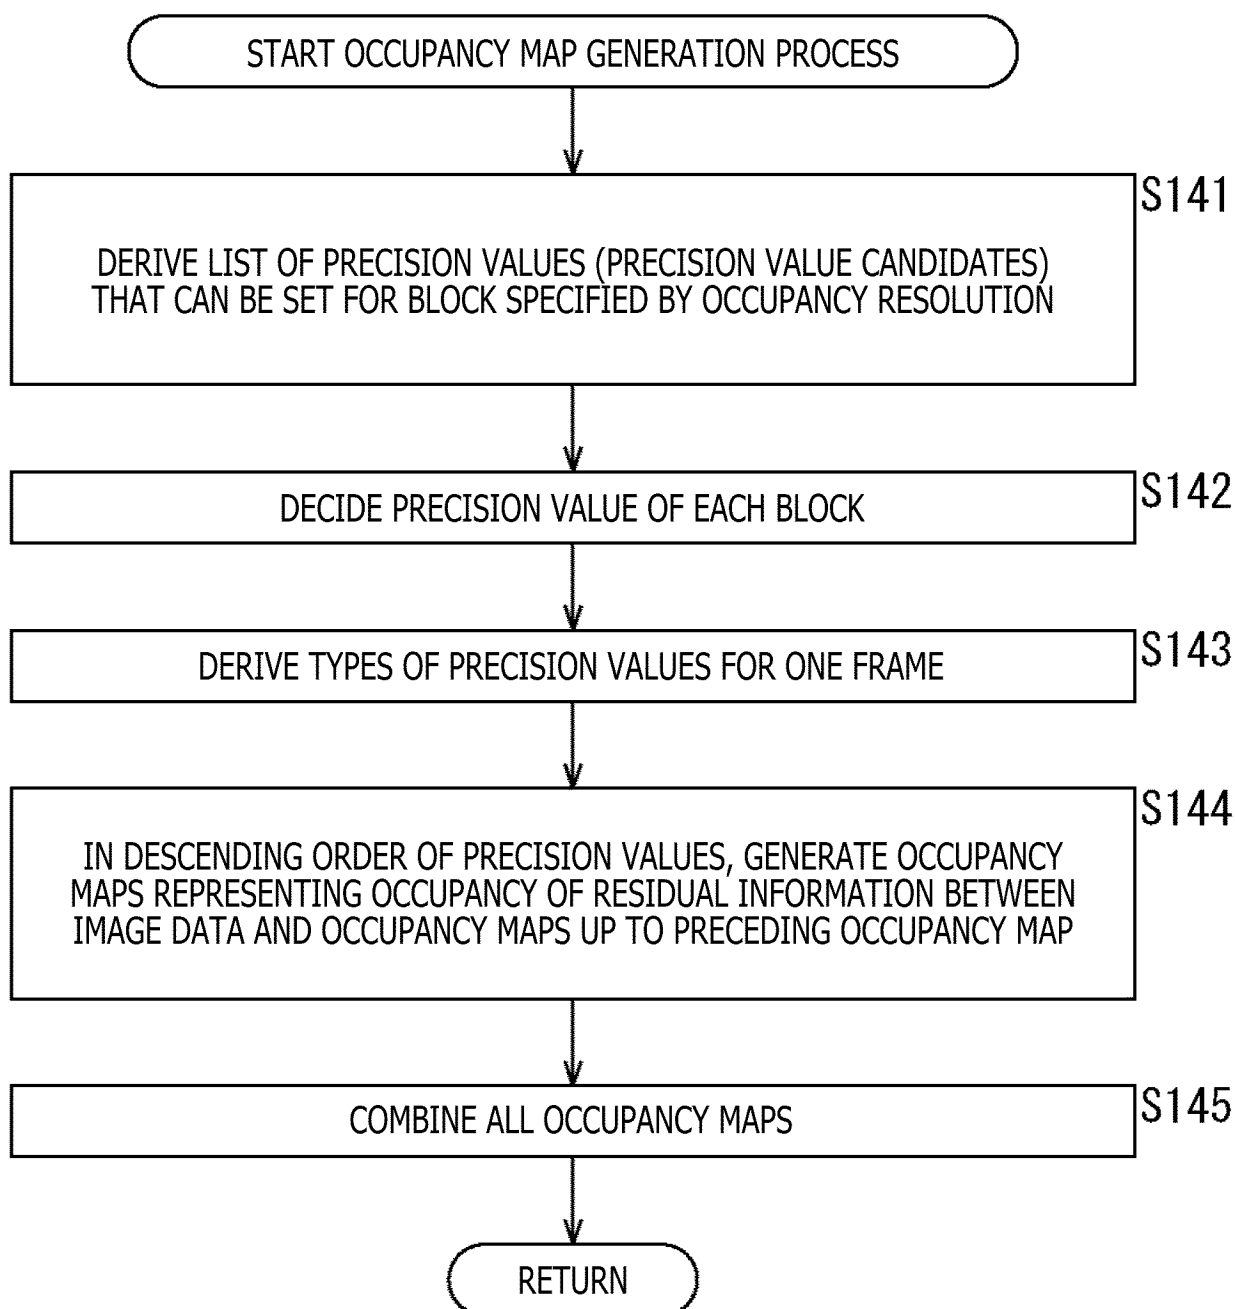 START OCCUPANCY MAP GENERATION PROCESS
S141
DERIVE LIST OF PRECISION VALUES (PRECISION VALUE CANDIDATES)
THAT CAN BE SET FOR BLOCK SPECIFIED BY OCCUPANCY RESOLUTION
S142
DECIDE PRECISION VALUE OF EACH BLOCK
S143
DERIVE TYPES OF PRECISION VALUES FOR ONE FRAME
S144
IN DESCENDING ORDER OF PRECISION VALUES, GENERATE OCCUPANCY
MAPS REPRESENTING OCCUPANCY OF RESIDUAL INFORMATION BETWEEN
IMAGE DATA AND OCCUPANCY MAPS UP TO PRECEDING OCCUPANCY MAP
S145
COMBINE ALL OCCUPANCY MAPS
RETURN